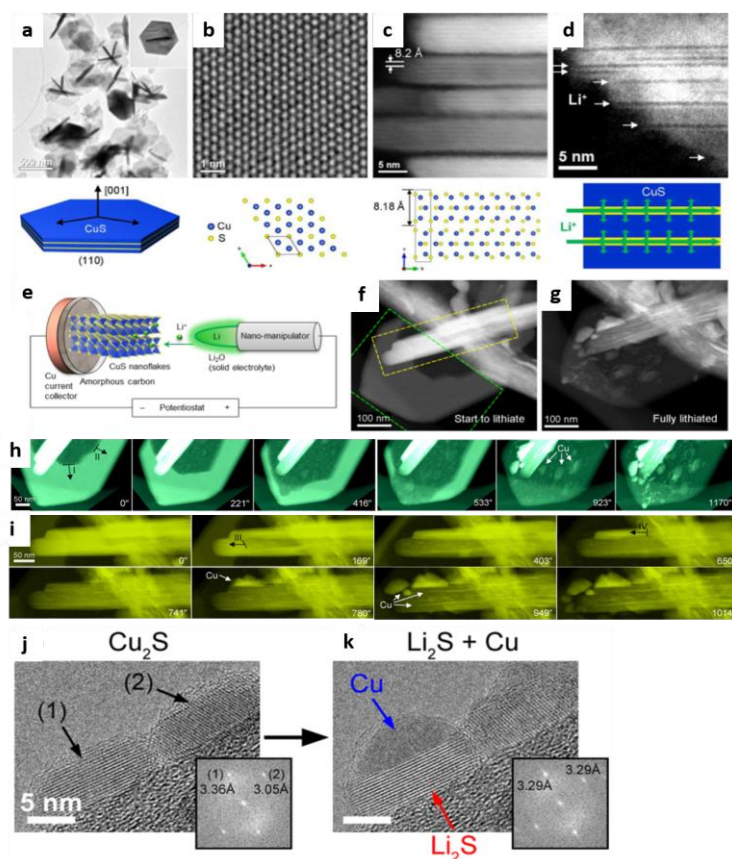 a
500 nm
b
1 nm
c
8.2 Å
5 nm
d
Li⁺
5 nm
[001]
CuS
(110)
Cu
S
8.18 Å
CuS
Li⁺
e
Li⁺
Li
Nano-manipulator
Li₂O
(solid electrolyte)
CuS nanoflakes
Cu
current
collector
Amorphous carbon
− Potentiostat +
f
100 nm
Start to lithiate
g
100 nm
Fully lithiated
h
I
II
50 nm
0"
221"
416"
533"
Cu
923"
1170"
i
50 nm
0"
III
169"
403"
IV
650"
741"
Cu
780"
Cu
949"
1014"
j
Cu₂S
(1)
(2)
5 nm
(1) (2)
3.36Å 3.05Å
k
Li₂S + Cu
Cu
Li₂S
3.29Å
3.29Å